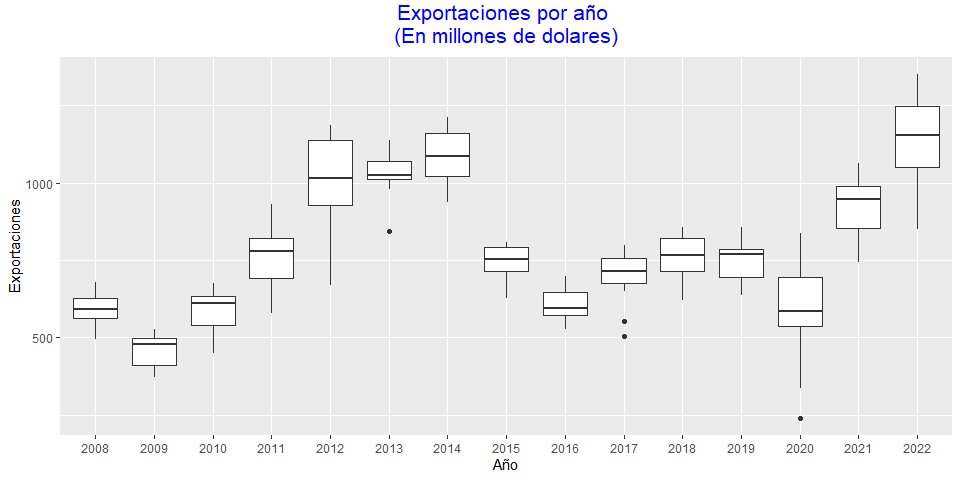 Exportaciones por año
(En millones de dolares)
Exportaciones
1000
500
2008 2009 2010 2011 2012 2013 2014 2015 2016 2017 2018 2019 2020 2021 2022
Año